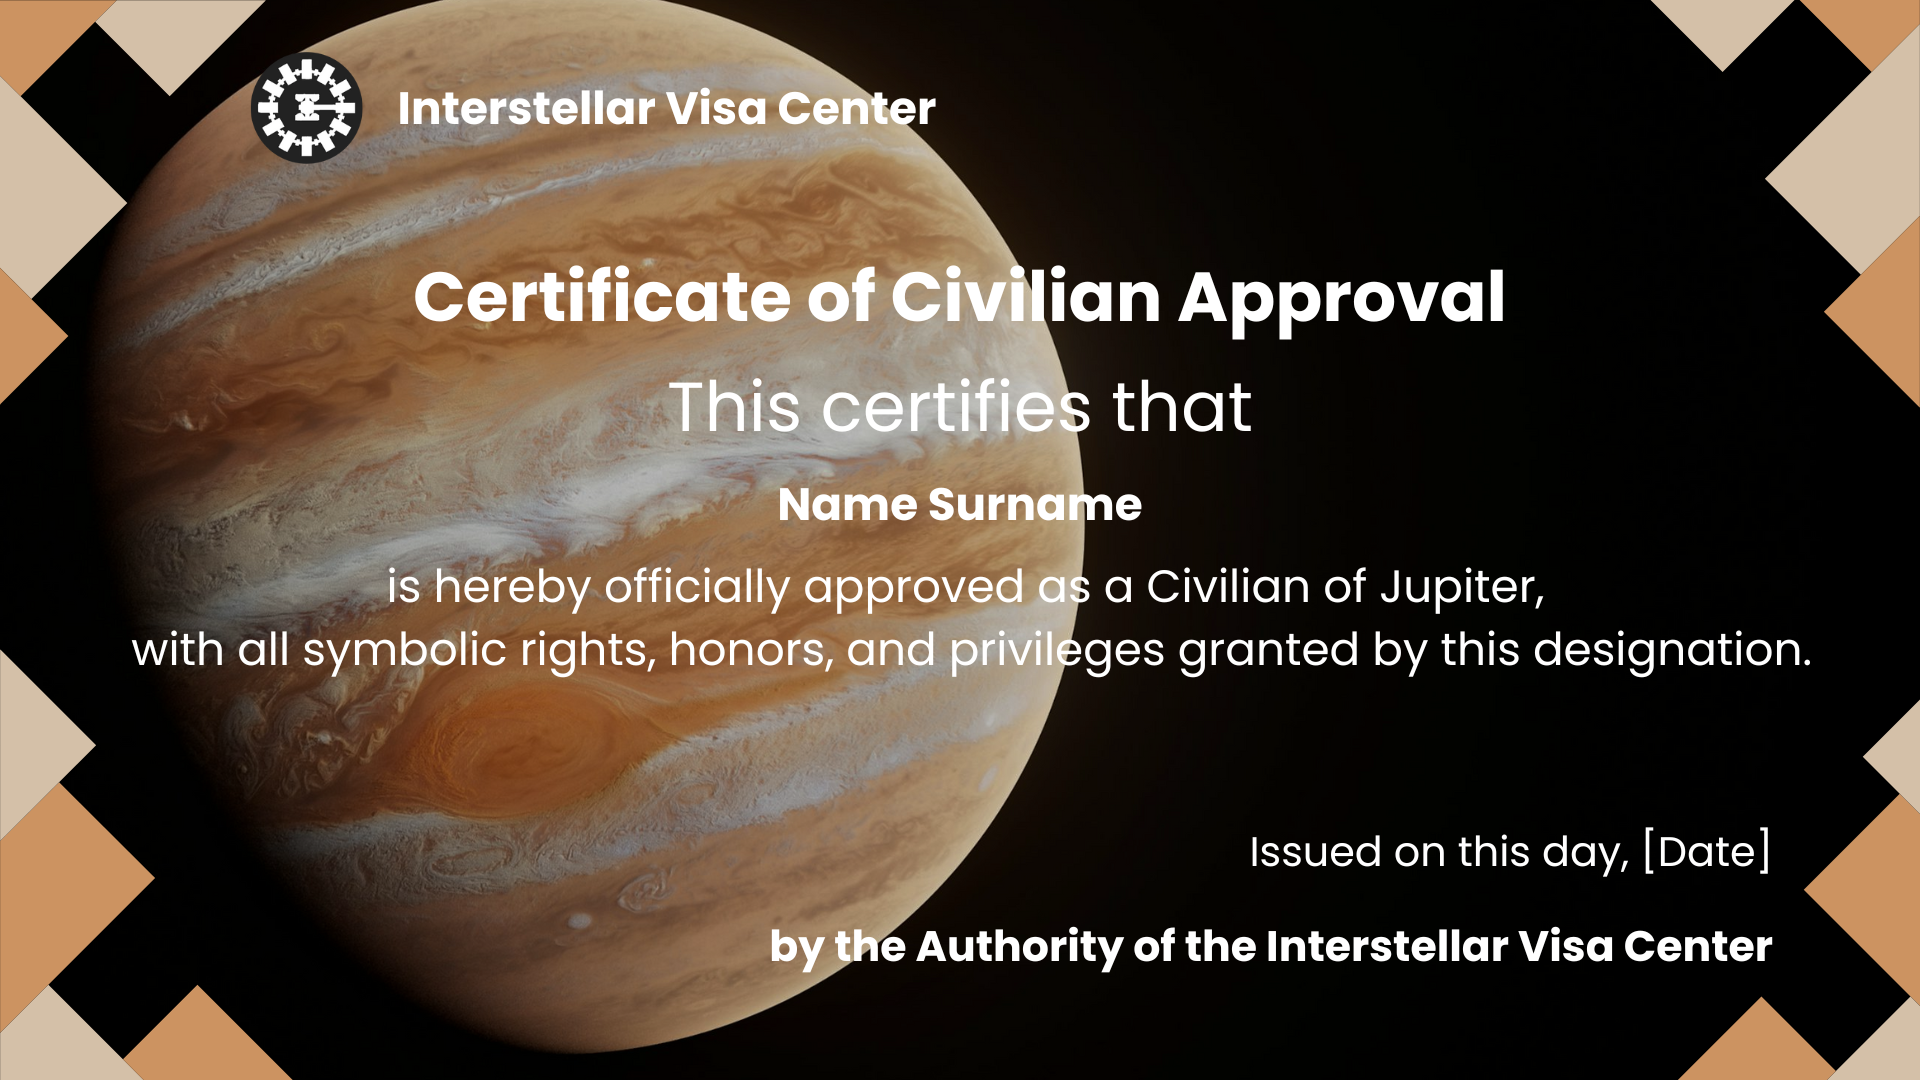 Interstellar Visa Center
Certificate of Civilian Approval
This certifies that
Name Surname
is hereby officially approved as a Civilian of Jupiter,
with all symbolic rights, honors, and privileges granted by this designation.
Issued on this day, [Date]
by the Authority of the Interstellar Visa Center